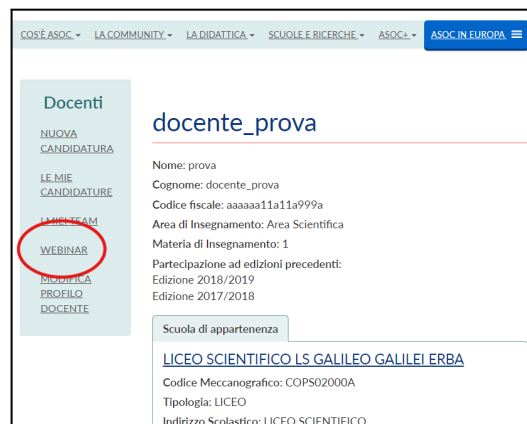 COS'È ASOC LA COMMUNITY LA DIDATTICA SCUOLE E RICERCHE ASOC+ ASOC IN EUROPA
Docenti
NUOVA
CANDIDATURA
LE MIE
CANDIDATURE
I MIEI TEAM
WEBINAR
MODIFICA
PROFILO
DOCENTE
docente_prova
Nome: prova
Cognome: docente_prova
Codice fiscale: aaaaaa11a11a999a
Area di Insegnamento: Area Scientifica
Materia di Insegnamento: 1
Partecipazione ad edizioni precedenti:
Edizione 2018/2019
Edizione 2017/2018
Scuola di appartenenza
LICEO SCIENTIFICO LS GALILEO GALILEI ERBA
Codice Meccanografico: COPS02000A
Tipologia: LICEO
Indirizzo Scolastico: LICEO SCIENTIFICO